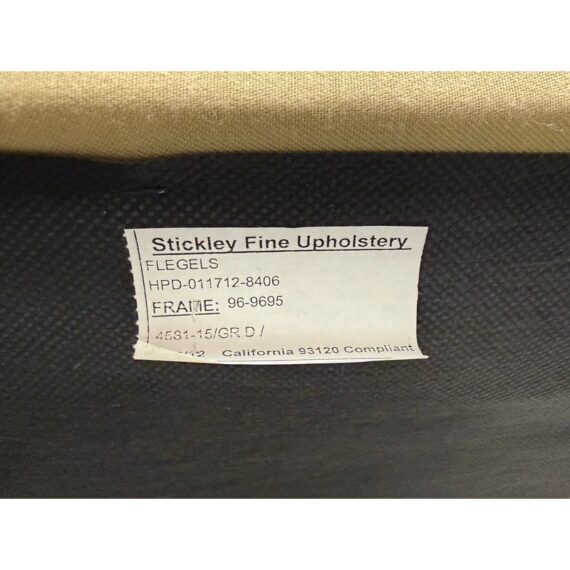 Stickley Fine Upholstery
FLEGELS
HPD-011712-8406
FRAME: 96-9695
4581-15/GR D /
California 93120 Compliant